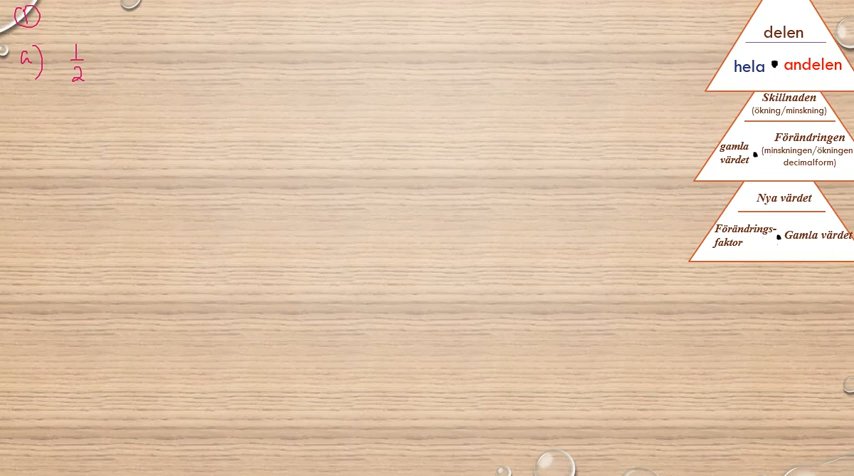 1
a) 1/2
delen
hela • andelen
Skillnaden
(ökning/minskning)
Förändringen
gamla värdet • (minskningen/ökningen
decimalform)
Nya värdet
Förändrings-
faktor • Gamla värdet